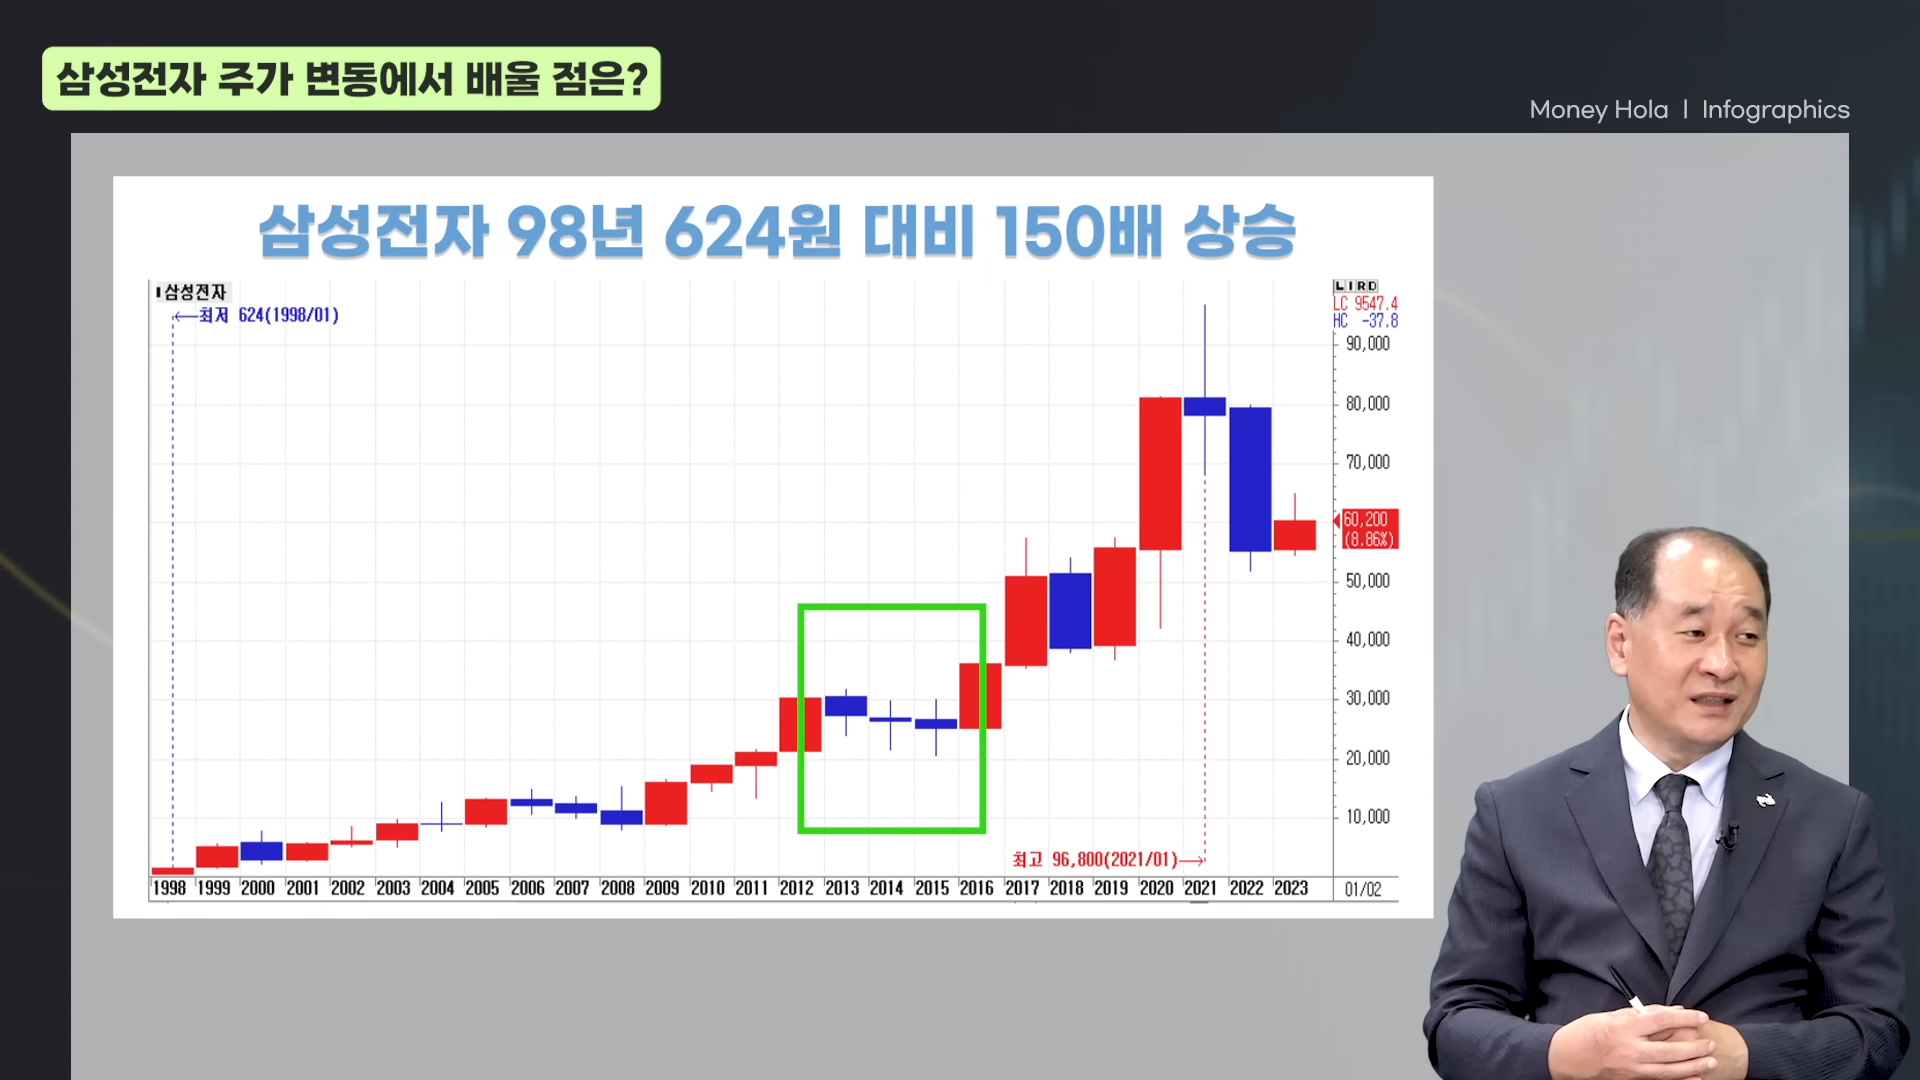 삼성전자 주가 변동에서 배울 점은?
Money Hola | Infographics
삼성전자 98년 624원 대비 150배 상승
삼성전자
←최저 624(1998/01)
L I R D
LC 9547.4
HC -37.8
90,000
80,000
70,000
60,200
(8.86%)
50,000
40,000
30,000
20,000
10,000
최고 96,800(2021/01)→
1998 1999 2000 2001 2002 2003 2004 2005 2006 2007 2008 2009 2010 2011 2012 2013 2014 2015 2016 2017 2018 2019 2020 2021 2022 2023 01/02